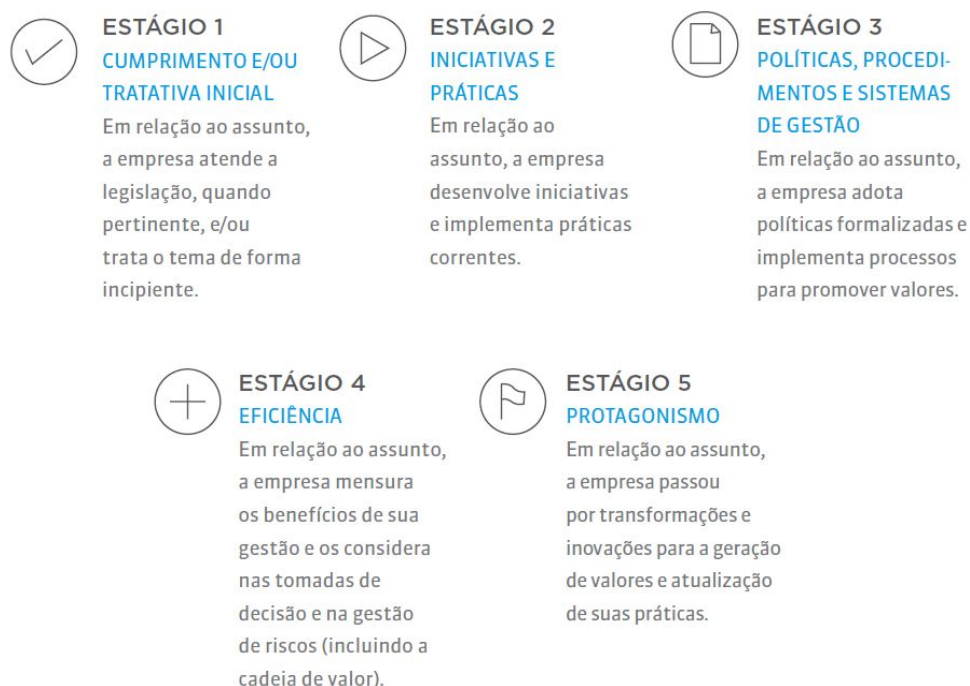 ESTÁGIO 1
CUMPRIMENTO E/OU
TRATATIVA INICIAL
Em relação ao assunto,
a empresa atende a
legislação, quando
pertinente, e/ou
trata o tema de forma
incipiente.
ESTÁGIO 2
INICIATIVAS E
PRÁTICAS
Em relação ao
assunto, a empresa
desenvolve iniciativas
e implementa práticas
correntes.
ESTÁGIO 3
POLÍTICAS, PROCEDI-
MENTOS E SISTEMAS
DE GESTÃO
Em relação ao assunto,
a empresa adota
políticas formalizadas e
implementa processos
para promover valores.
ESTÁGIO 4
EFICIÊNCIA
Em relação ao assunto,
a empresa mensura
os benefícios de sua
gestão e os considera
nas tomadas de
decisão e na gestão
de riscos (incluindo a
cadeia de valor).
ESTÁGIO 5
PROTAGONISMO
Em relação ao assunto,
a empresa passou
por transformações e
inovações para a geração
de valores e atualização
de suas práticas.